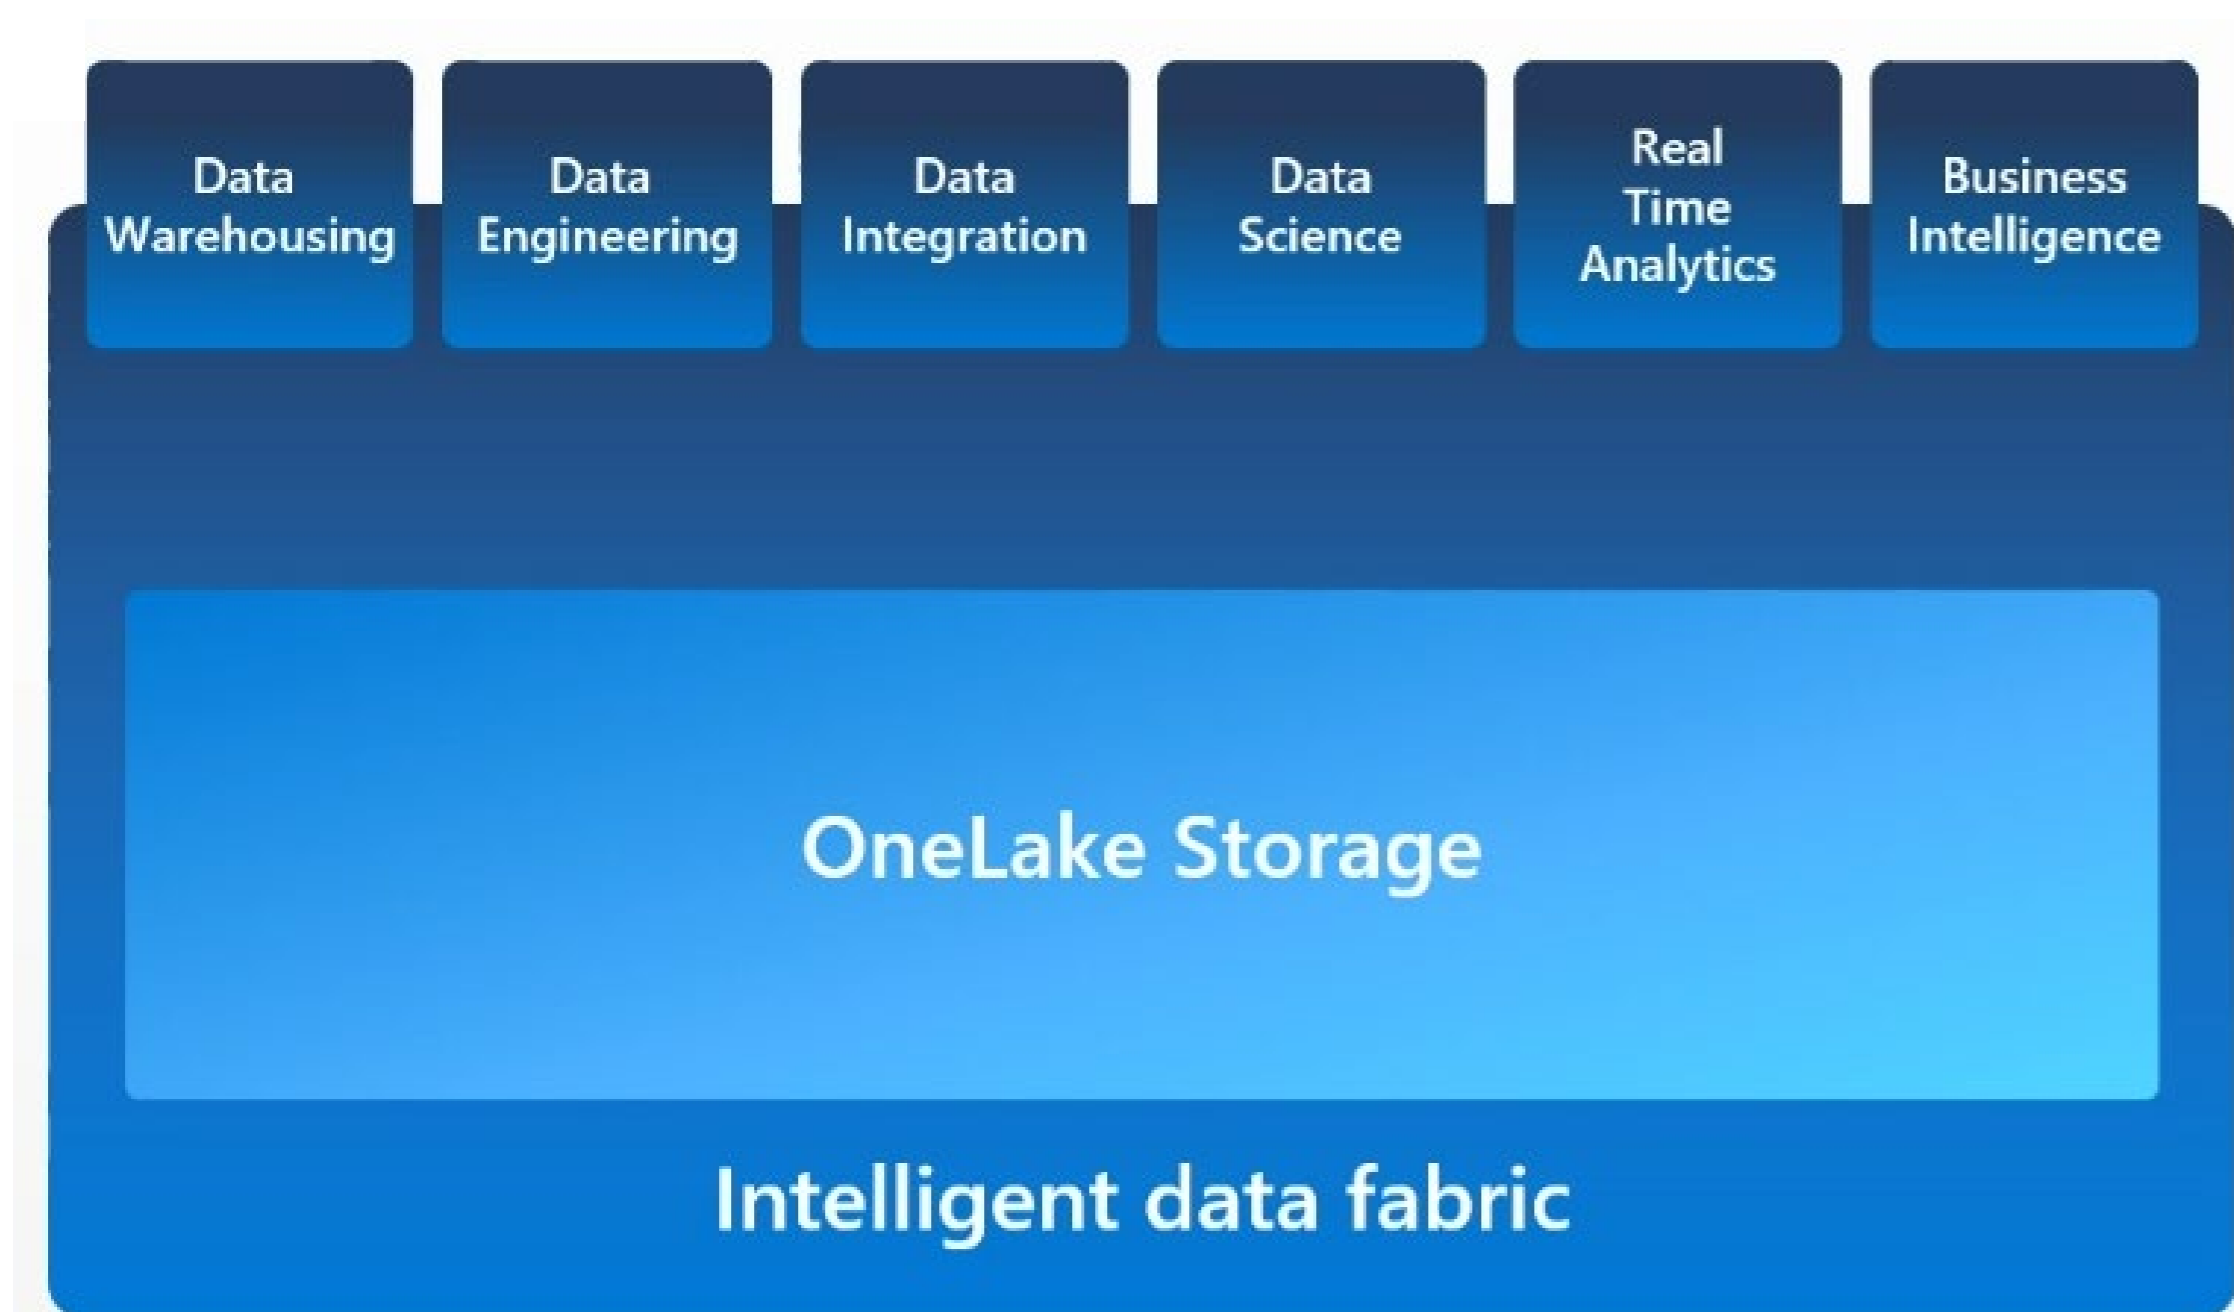 Data
Warehousing
Data
Engineering
Data
Integration
Data
Science
Real
Time
Analytics
Business
Intelligence
OneLake Storage
Intelligent data fabric